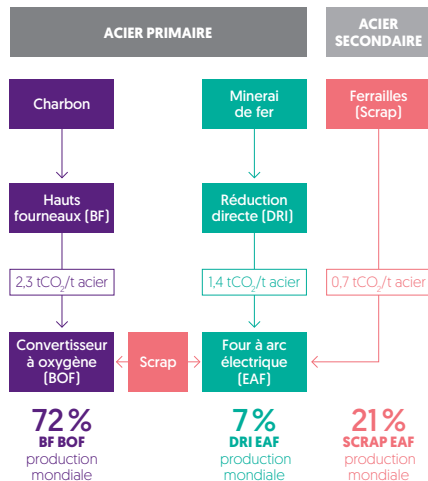 ACIER PRIMAIRE
ACIER
SECONDAIRE
Charbon
Minerai
de fer
Ferrailles
(Scrap)
Hauts
fourneaux (BF)
Réduction
directe (DRI)
2,3 tCO₂/t acier
1,4 tCO₂/t acier
0,7 tCO₂/t acier
Convertisseur
à oxygène
(BOF)
Scrap
Four à arc
électrique
(EAF)
72 %
BF BOF
production
mondiale
7 %
DRI EAF
production
mondiale
21 %
SCRAP EAF
production
mondiale